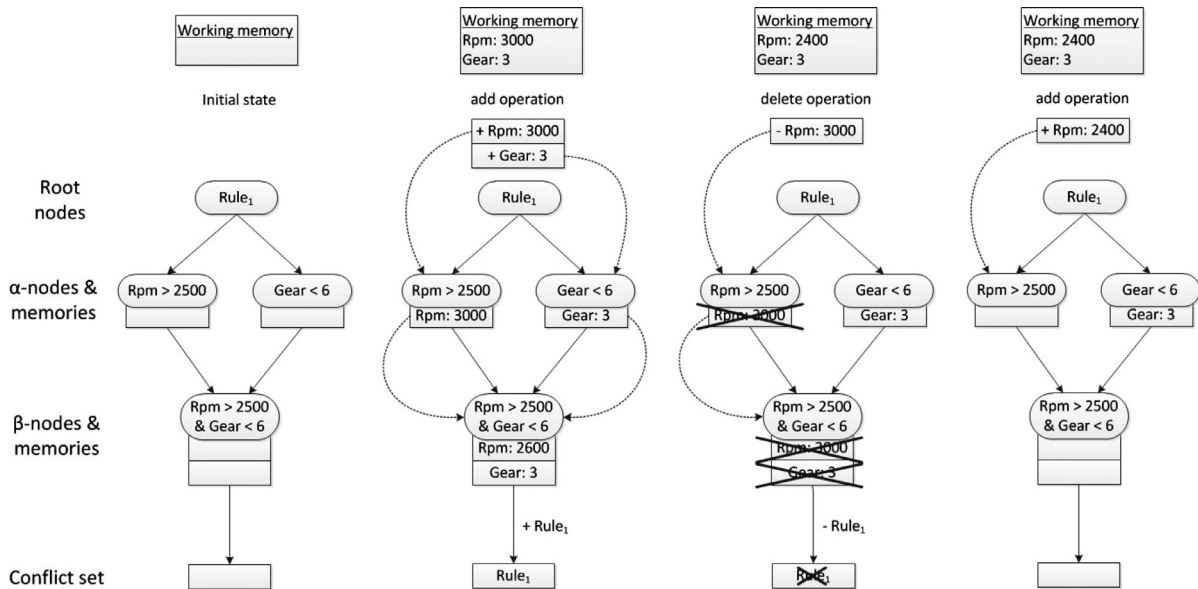 Working memory
Working memory
Rpm: 3000
Gear: 3
Working memory
Rpm: 2400
Gear: 3
Working memory
Rpm: 2400
Gear: 3
Initial state
add operation
delete operation
add operation
+ Rpm: 3000
+ Gear: 3
- Rpm: 3000
+ Rpm: 2400
Root
nodes
Rule₁
Rule₁
Rule₁
Rule₁
α-nodes &
memories
Rpm > 2500
Gear < 6
Rpm > 2500
Rpm: 3000
Gear < 6
Gear: 3
Rpm > 2500
Rpm: 3000
Gear < 6
Gear: 3
Rpm > 2500
Gear < 6
Gear: 3
β-nodes &
memories
Rpm > 2500
& Gear < 6
Rpm > 2500
& Gear < 6
Rpm: 2600
Gear: 3
Rpm > 2500
& Gear < 6
Rpm: 3000
Gear: 3
Rpm > 2500
& Gear < 6
+ Rule₁
- Rule₁
Conflict set
Rule₁
Rule₁